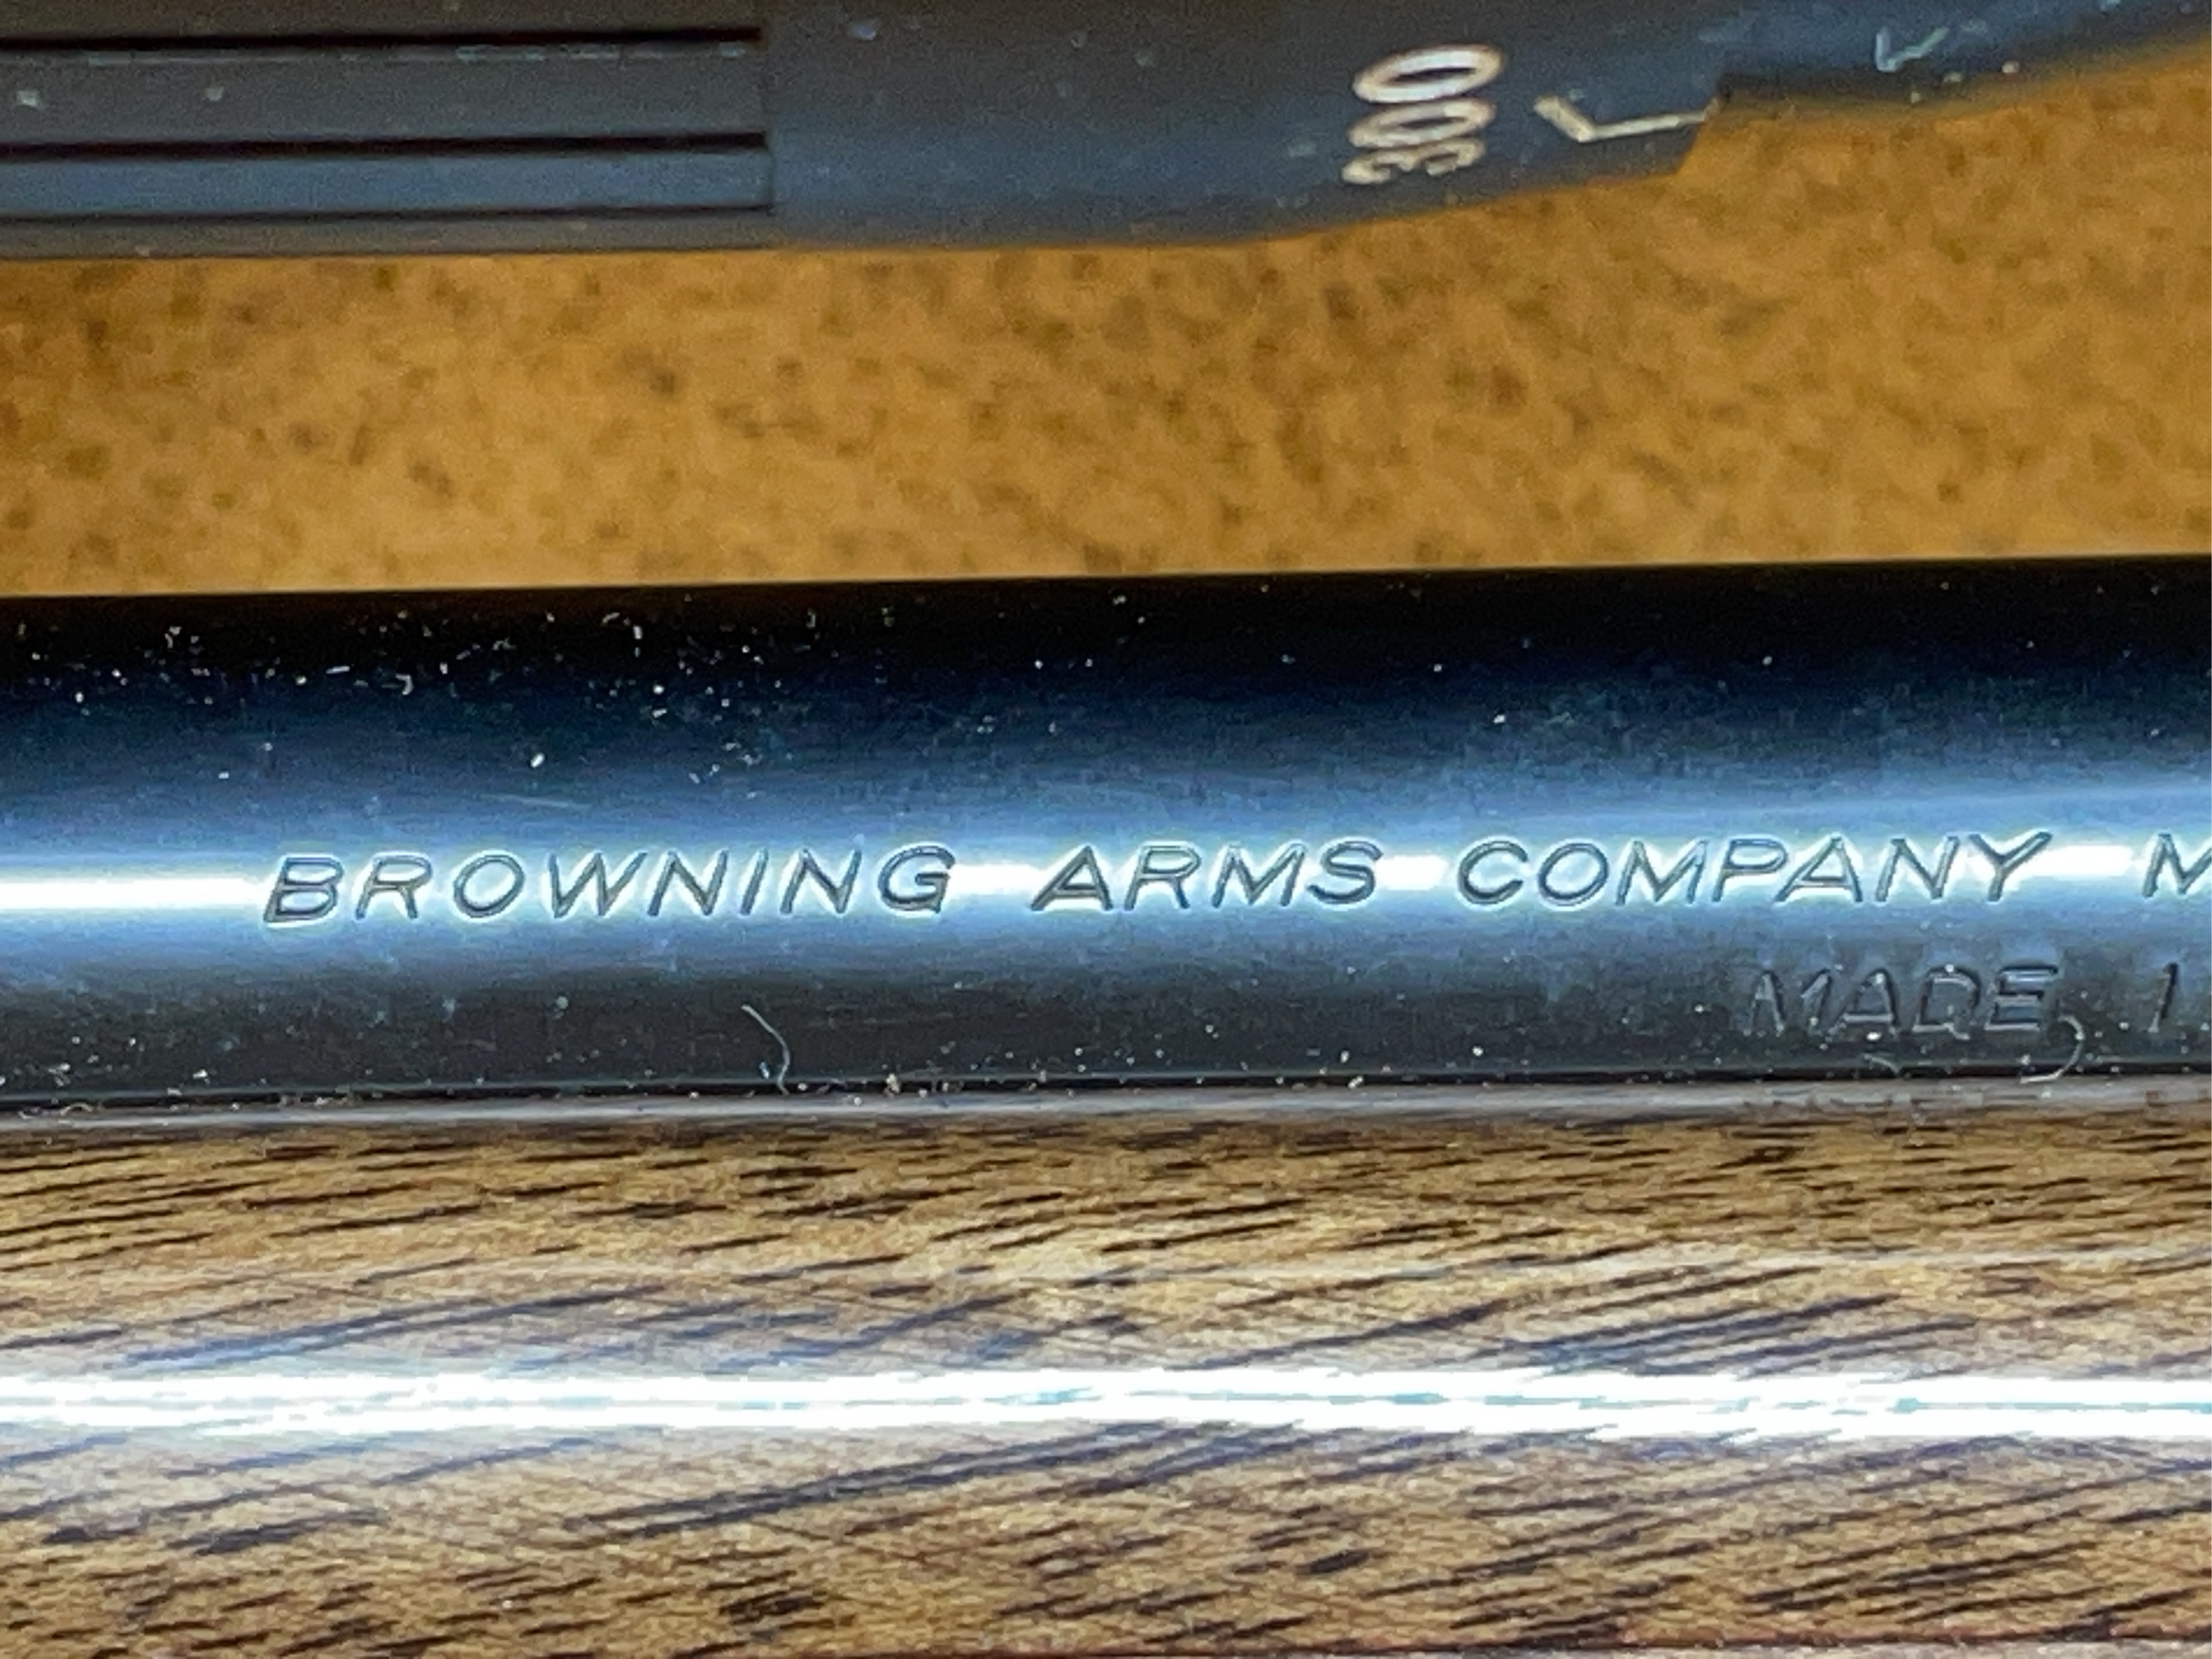 300
BROWNING ARMS COMPANY M
MADE I